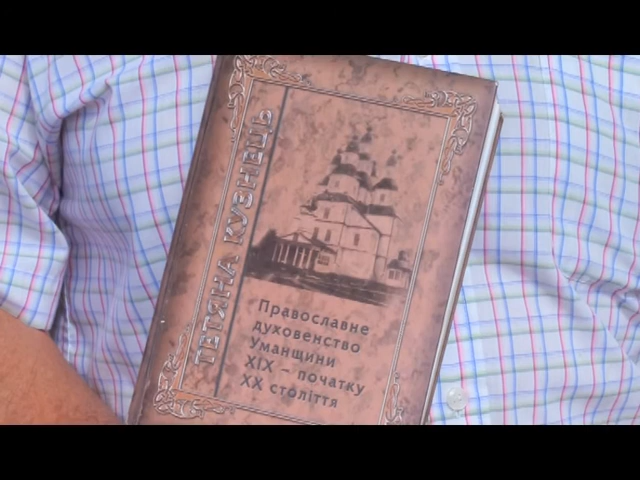 ТЕТЯНА КУЗНЕЦЬ
Православне
духовенство
Уманщини
XIX – початку
XX століття